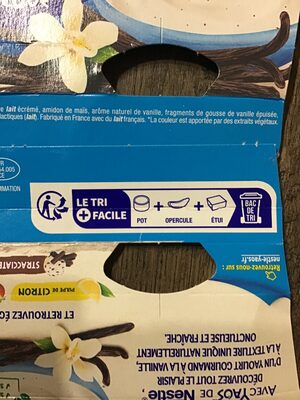 e lait écrémé, amidon de maïs, arôme naturel de vanille, fragments de gousse de vanille épuisée,
lactiques (lait). Fabriqué en France avec du lait français. *La couleur est apportée par des extraits végétaux.
LE TRI
+ FACILE
POT
+
OPERCULE
+
ÉTUI
BAC
DE
TRI
Retrouvez-nous sur :
nestle-yaos.fr
PULPE DE CITRON
ET RETROUVEZ
AVEC YAOS DE Nestlé,
DÉCOUVREZ TOUT LE PLAISIR
D'UN YAOURT GOURMAND À LA VANILLE,
À LA TEXTURE UNIQUE NATURELLEMENT
ONCTUEUSE ET FRAÎCHE.